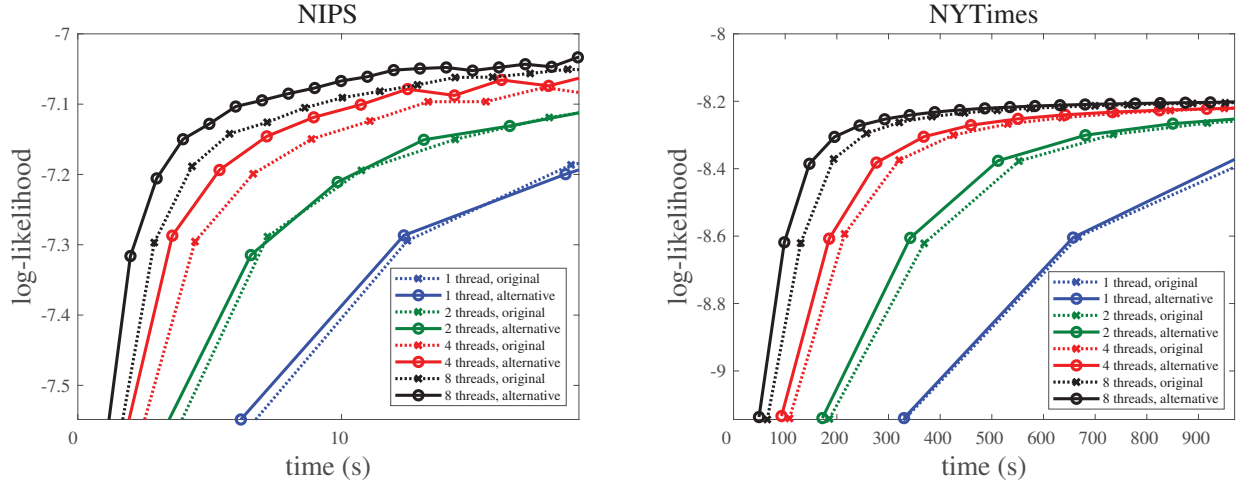 NIPS
-7
-7.1
-7.2
-7.3
-7.4
-7.5
log-likelihood
0
10
time (s)
1 thread, original
1 thread, alternative
2 threads, original
2 threads, alternative
4 threads, original
4 threads, alternative
8 threads, original
8 threads, alternative
NYTimes
-8
-8.2
-8.4
-8.6
-8.8
-9
log-likelihood
0 100 200 300 400 500 600 700 800 900
time (s)
1 thread, original
1 thread, alternative
2 threads, original
2 threads, alternative
4 threads, original
4 threads, alternative
8 threads, original
8 threads, alternative